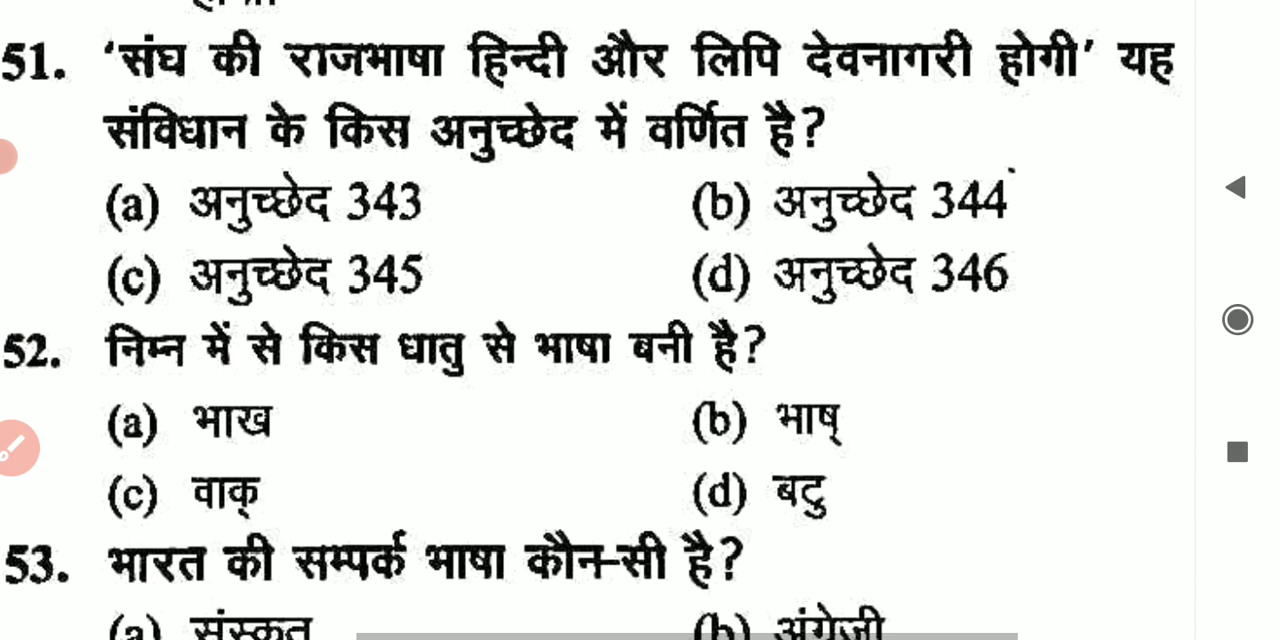 51. 'संघ की राजभाषा हिन्दी और लिपि देवनागरी होगी' यह
संविधान के किस अनुच्छेद में वर्णित है?
(a) अनुच्छेद 343 (b) अनुच्छेद 344
(c) अनुच्छेद 345 (d) अनुच्छेद 346
52. निम्न में से किस धातु से भाषा बनी है?
(a) भाख (b) भाष्
(c) वाक् (d) बटु
53. भारत की सम्पर्क भाषा कौन-सी है?
(a) संस्कृत (b) अंग्रेजी